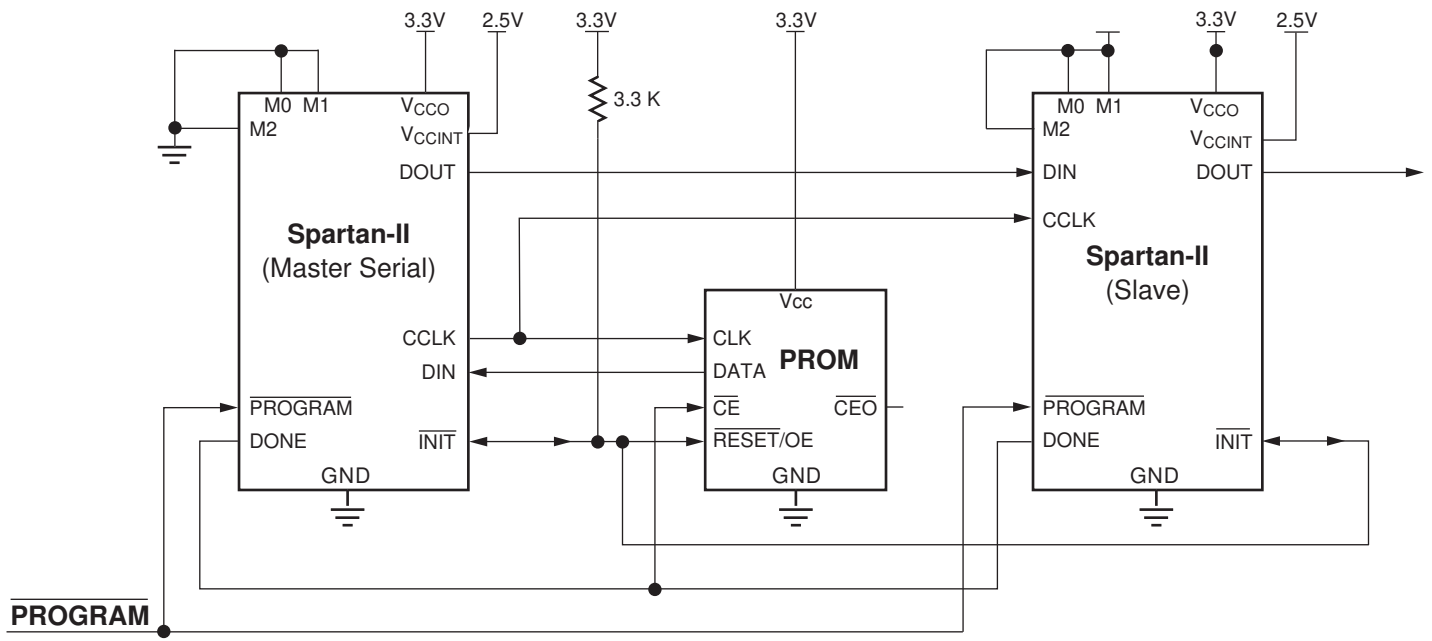 3.3V 2.5V 3.3V 3.3V 3.3V 2.5V
3.3 K
M0 M1 VCCO
M2 VCCINT
DOUT
Spartan-II
(Master Serial)
CCLK
DIN
PROGRAM
DONE INIT
GND
Vcc
CLK PROM
DATA
CE CEO
RESET/OE
GND
M0 M1 VCCO
M2 VCCINT
DIN DOUT
CCLK
Spartan-II
(Slave)
PROGRAM
DONE INIT
GND
PROGRAM